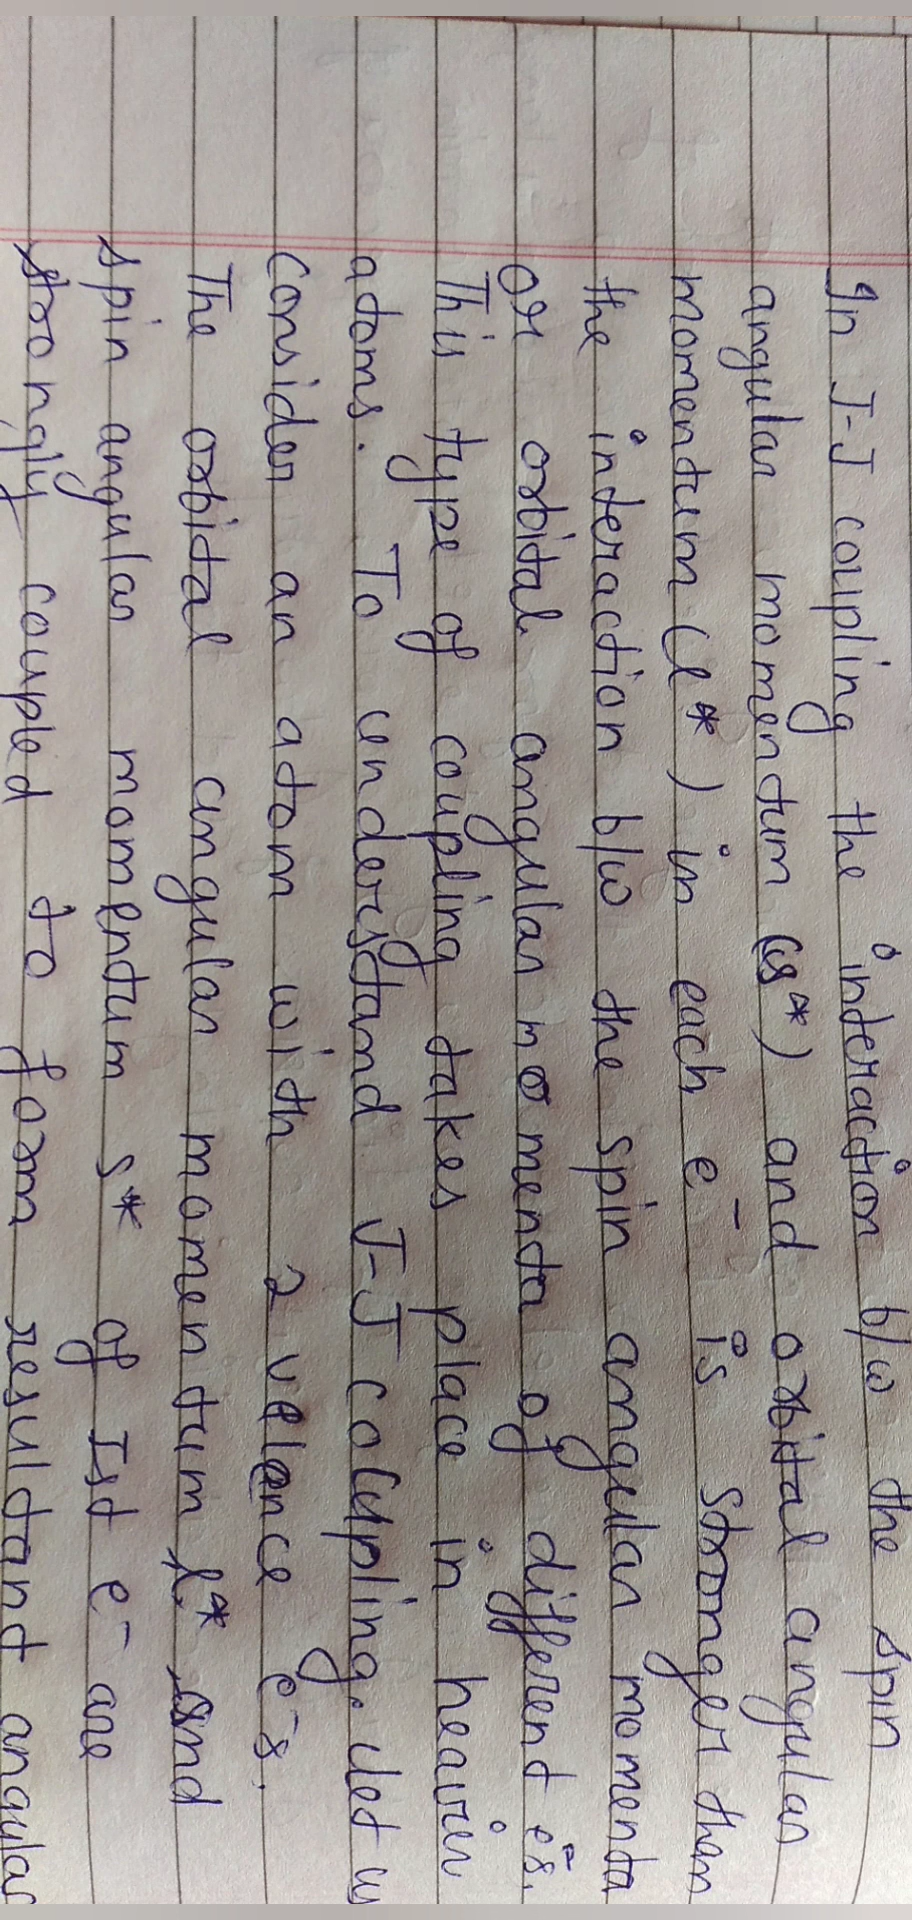 In J-J coupling the interaction b/w the spin
angular momentum (s*) and orbital angular
momentum (l*) in each e⁻ is stronger than
the interaction b/w the spin angular momenta
or orbital angular momenta of different e⁻s.
This type of coupling takes place in heavier
atoms. To understand J-J coupling. Let us
consider an atom with 2 velence e⁻s.
The orbital angular momentum l* and
spin angular momentum s* of Ist e⁻ are
strongly coupled to form resultant angular